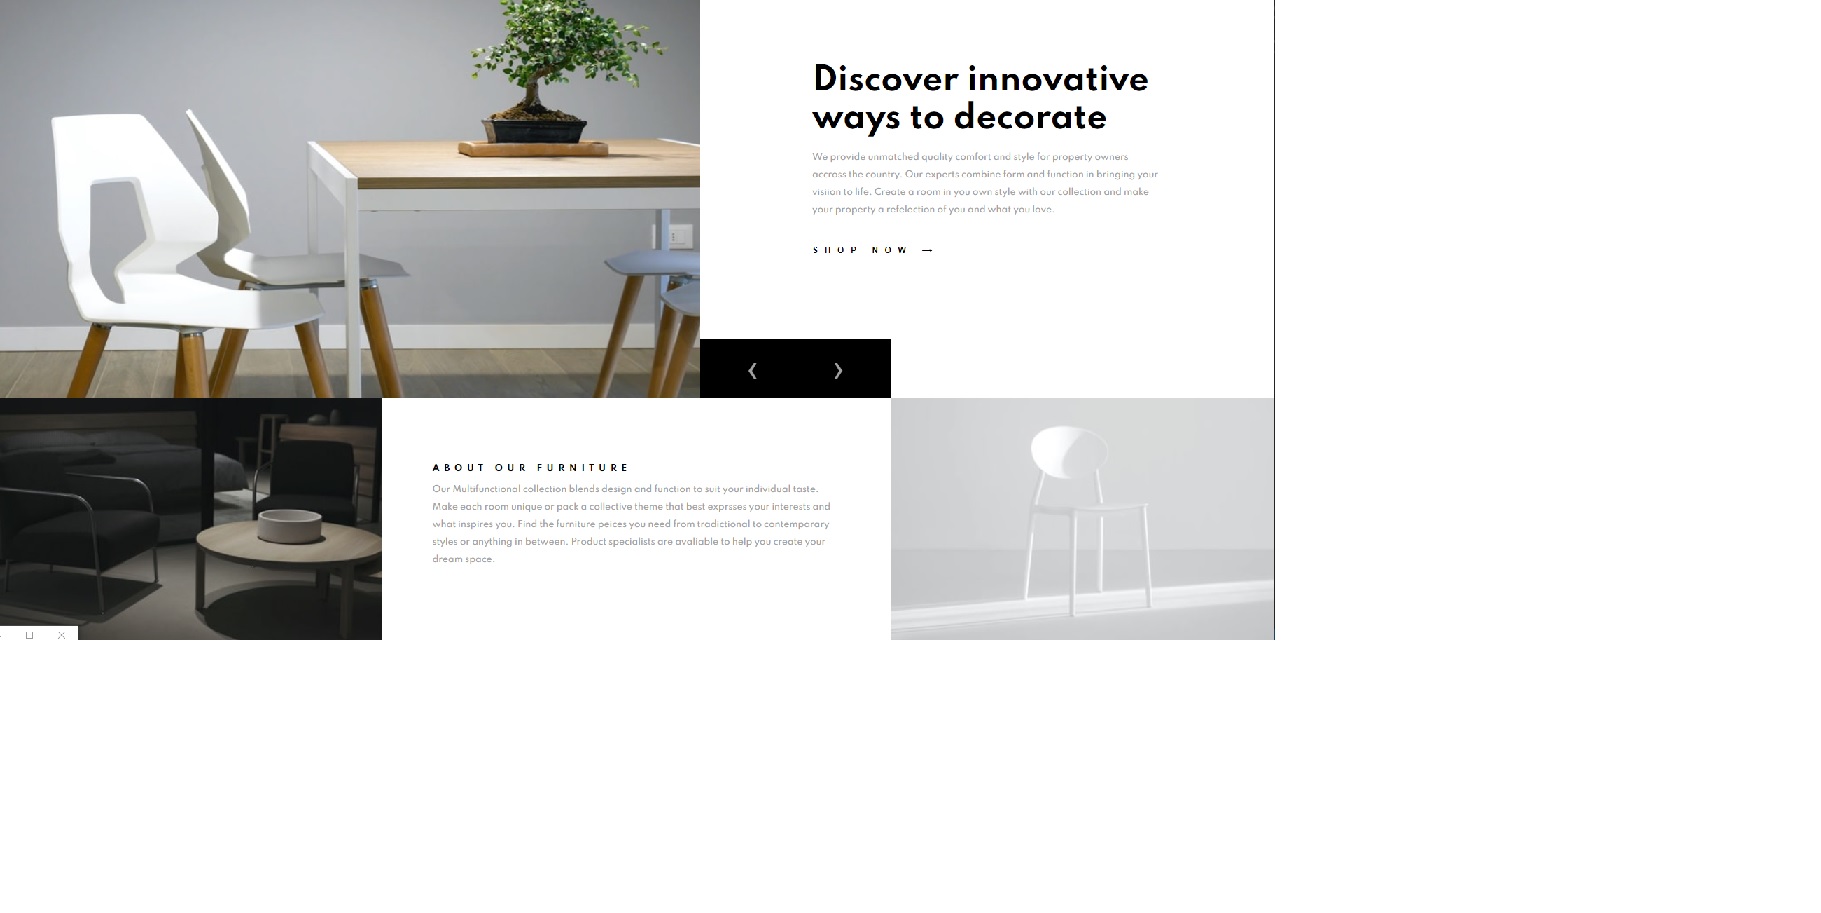 Discover innovative
ways to decorate
We provide unmatched quality comfort and style for property owners
accross the country. Our experts combine form and function in bringing your
visiion to life. Create a room in you own style with our collection and make
your property a refelection of you and what you love.
SHOP NOW →
ABOUT OUR FURNITURE
Our Multifunctional collection blends design and function to suit your individual taste.
Make each room unique or pack a collective theme that best exprsses your interests and
what inspires you. Find the furniture peices you need from tradictional to contemporary
styles or anything in between. Product specialists are avaliable to help you create your
dream space.